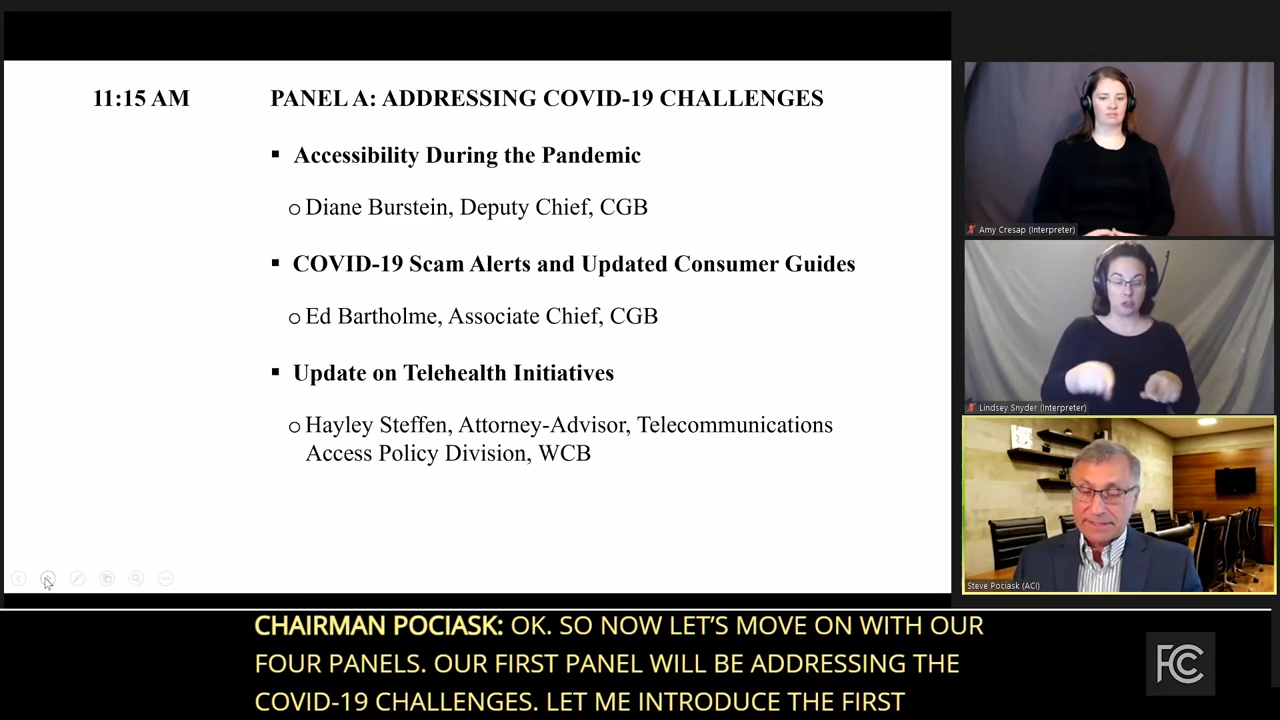 11:15 AM
PANEL A: ADDRESSING COVID-19 CHALLENGES
Accessibility During the Pandemic
Diane Burstein, Deputy Chief, CGB
COVID-19 Scam Alerts and Updated Consumer Guides
Ed Bartholme, Associate Chief, CGB
Update on Telehealth Initiatives
Hayley Steffen, Attorney-Advisor, Telecommunications
Access Policy Division, WCB
Amy Cresap (Interpreter)
Lindsey Snyder (Interpreter)
Steve Pociask (ACI)
CHAIRMAN POCIASK: OK. SO NOW LET’S MOVE ON WITH OUR
FOUR PANELS. OUR FIRST PANEL WILL BE ADDRESSING THE
COVID-19 CHALLENGES. LET ME INTRODUCE THE FIRST
FCC